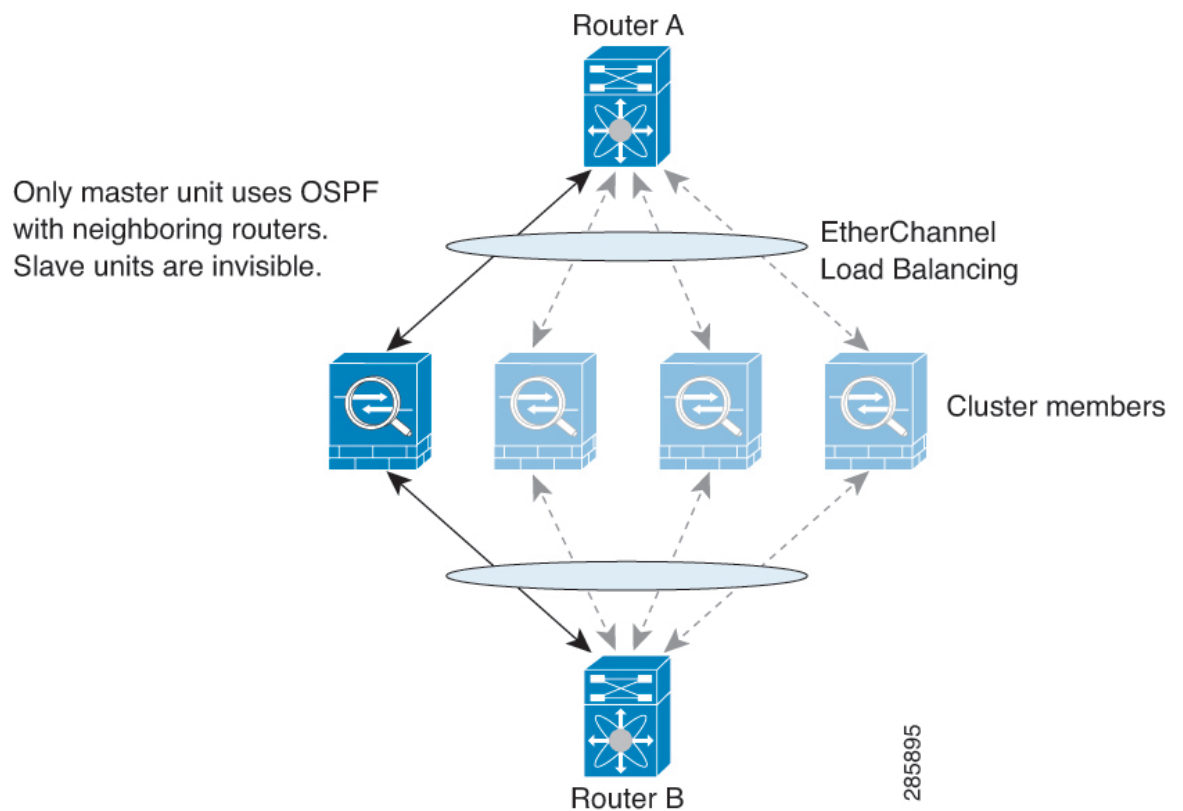 Router A
Only master unit uses OSPF
with neighboring routers.
Slave units are invisible.
EtherChannel
Load Balancing
Cluster members
285895
Router B